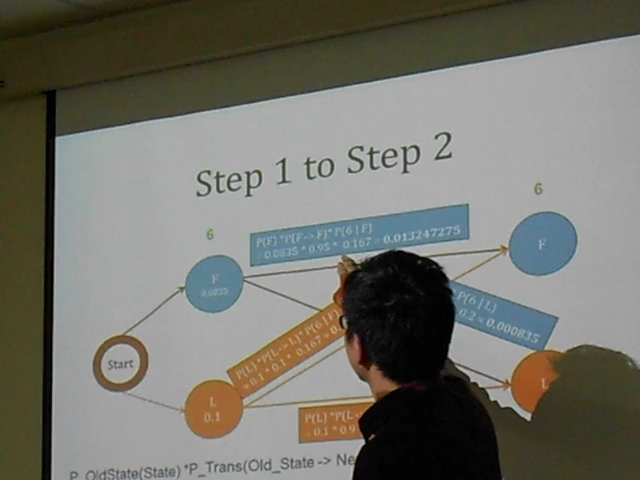 Step 1 to Step 2
6
6
P(F) *P(F->F)* P(6 | F)
= 0.0835 * 0.95 * 0.167 = 0.013247275
F
0.0835
F
P(6 | L)
0.2 = 0.000835
P(L) *P(L->L)* P(6 | F)
= 0.1 * 0.1 * 0.167 = 0.0
Start
L
0.1
L
P(L) *P(L-
= 0.1 * 0.9
P_OldState(State) *P_Trans(Old_State -> Ne